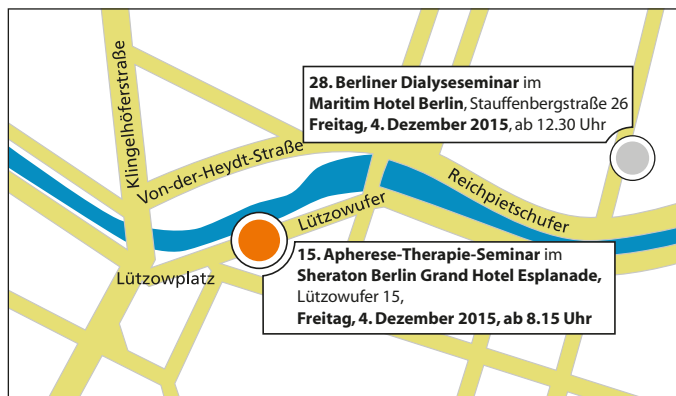 Klingelhöferstraße
28. Berliner Dialyseseminar im
Maritim Hotel Berlin, Stauffenbergstraße 26
Freitag, 4. Dezember 2015, ab 12.30 Uhr
Von-der-Heydt-Straße
Reichpietschufer
Lützowufer
Lützowplatz
15. Apherese-Therapie-Seminar im
Sheraton Berlin Grand Hotel Esplanade,
Lützowufer 15,
Freitag, 4. Dezember 2015, ab 8.15 Uhr